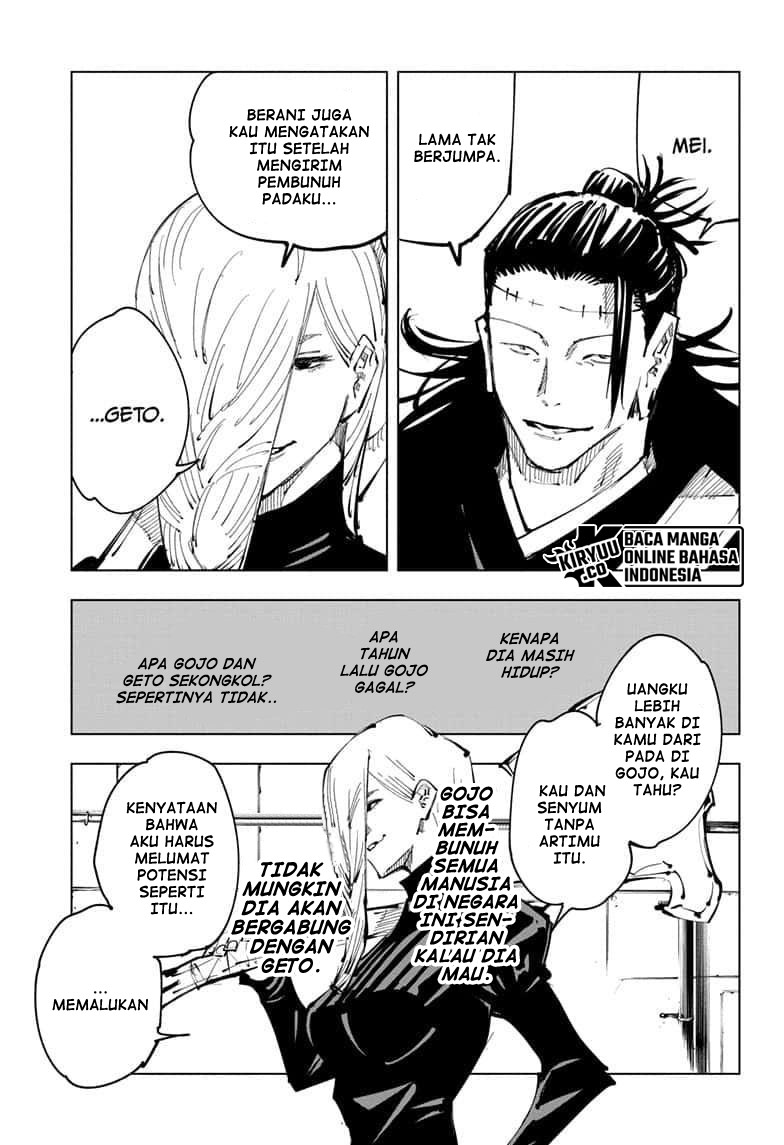 MEI.
LAMA TAK
BERJUMPA.
BERANI JUGA
KAU MENGATAKAN
ITU SETELAH
MENGIRIM
PEMBUNUH
PADAKU...
...GETO.
KIRYUU
.CO
BACA MANGA
ONLINE BAHASA
INDONESIA
KENAPA
DIA MASIH
HIDUP?
APA
TAHUN
LALU GOJO
GAGAL?
APA GOJO DAN
GETO SEKONGKOL?
SEPERTINYA TIDAK..
UANGKU
LEBIH
BANYAK DI
KAMU DARI
PADA DI
GOJO, KAU
TAHU?
KAU DAN
SENYUM
TANPA
ARTIMU
ITU.
GOJO
BISA
MEM-
BUNUH
SEMUA
MANUSIA
DI NEGARA
INI SEN-
DIRIAN
KALAU DIA
MAU.
TIDAK
MUNGKIN
DIA AKAN
BERGABUNG
DENGAN
GETO.
KENYATAAN
BAHWA
AKU HARUS
MELUMAT
POTENSI
SEPERTI
ITU...
...
MEMALUKAN